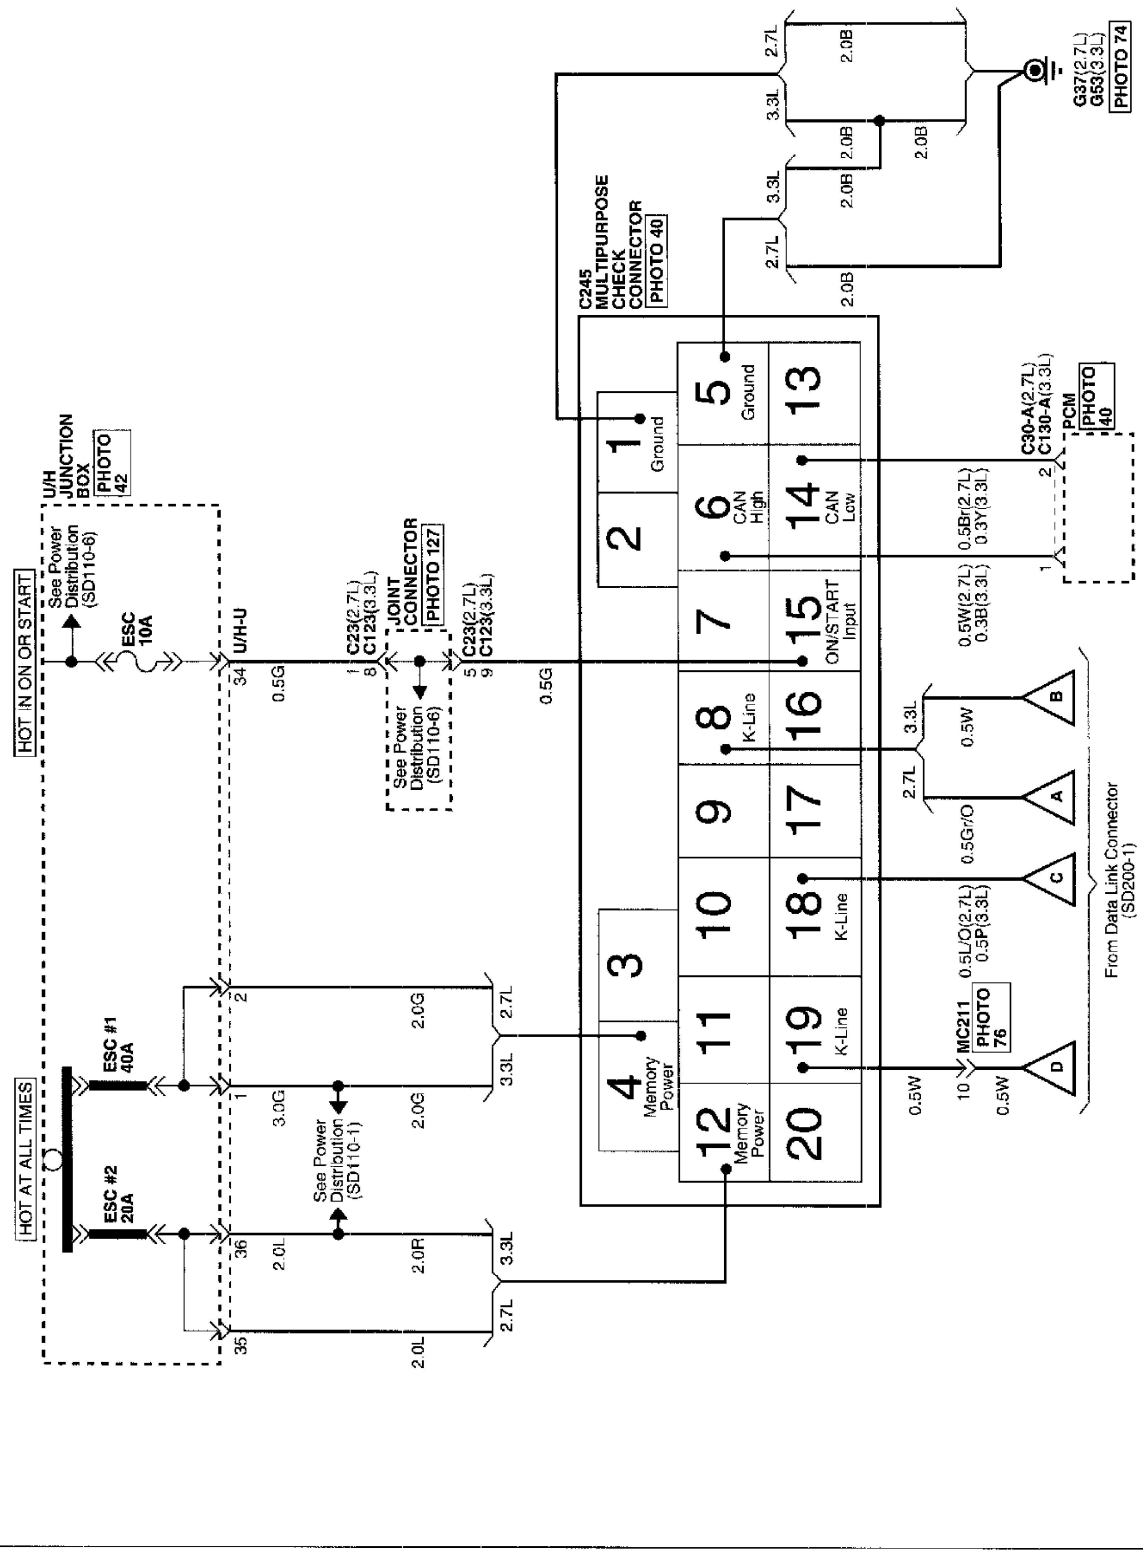 HOT AT ALL TIMES
HOT IN ON OR START
ESC #2
20A
ESC #1
40A
See Power
Distribution
(SD110-6)
ESC
10A
U/H
JUNCTION
BOX
PHOTO
42
35
36
1
2
34
U/H-U
2.0L
3.0G
0.5G
See Power
Distribution
(SD110-1)
1
8
C23(2.7L)
C123(3.3L)
See Power
Distribution
(SD110-6)
JOINT
CONNECTOR
PHOTO 127
2.0L
2.0R
2.0G
2.0G
5
9
C23(2.7L)
C123(3.3L)
2.7L
3.3L
3.3L
2.7L
0.5G
C245
MULTIPURPOSE
CHECK
CONNECTOR
PHOTO 40
4
Memory
Power
3
2
1
Ground
12
Memory
Power
11
10
9
8
K-Line
7
6
CAN
High
5
Ground
20
19
K-Line
18
K-Line
17
16
15
ON/START
Input
14
CAN
Low
13
2.7L
3.3L
3.3L
2.7L
2.0B
2.0B
2.0B
2.0B
2.0B
G37(2.7L)
G53(3.3L)
PHOTO 74
0.5W
10
MC211
PHOTO
76
0.5W
0.5L/O(2.7L)
0.5P(3.3L)
2.7L
3.3L
0.5Gr/O
0.5W
0.5W(2.7L)
0.3B(3.3L)
0.5Br(2.7L)
0.3Y(3.3L)
1
2
C30-A(2.7L)
C130-A(3.3L)
PCM
PHOTO
40
D
C
A
B
From Data Link Connector
(SD200-1)